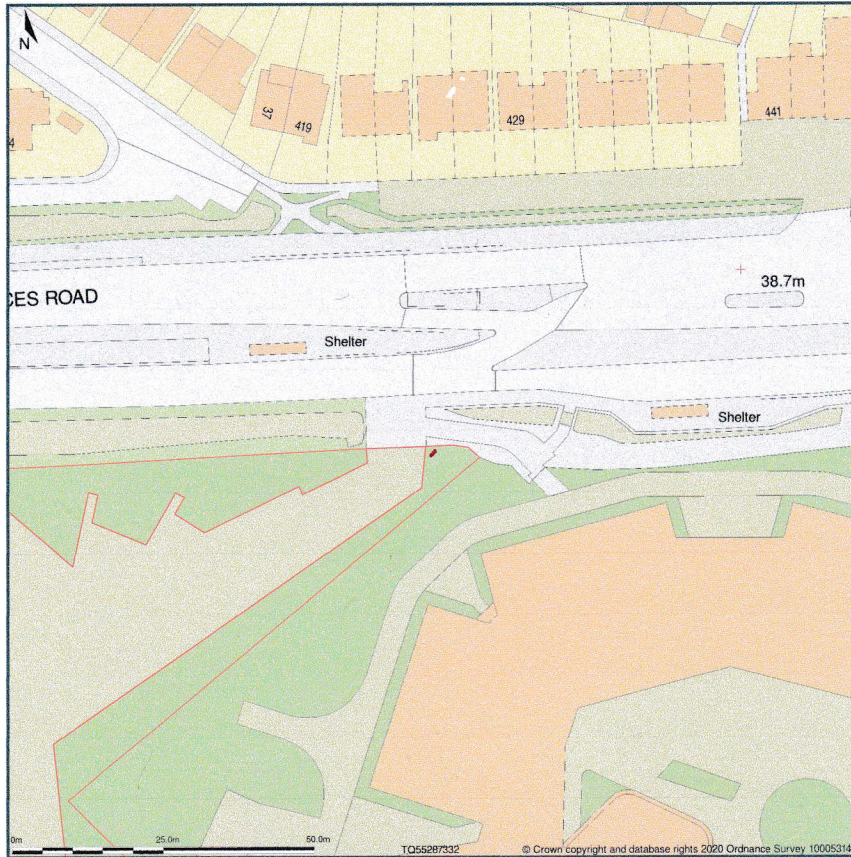 N
37
419
429
441
4
CES ROAD
38.7m
Shelter
Shelter
0m
25.0m
50.0m
TQ55287332
© Crown copyright and database rights 2020 Ordnance Survey 10005314